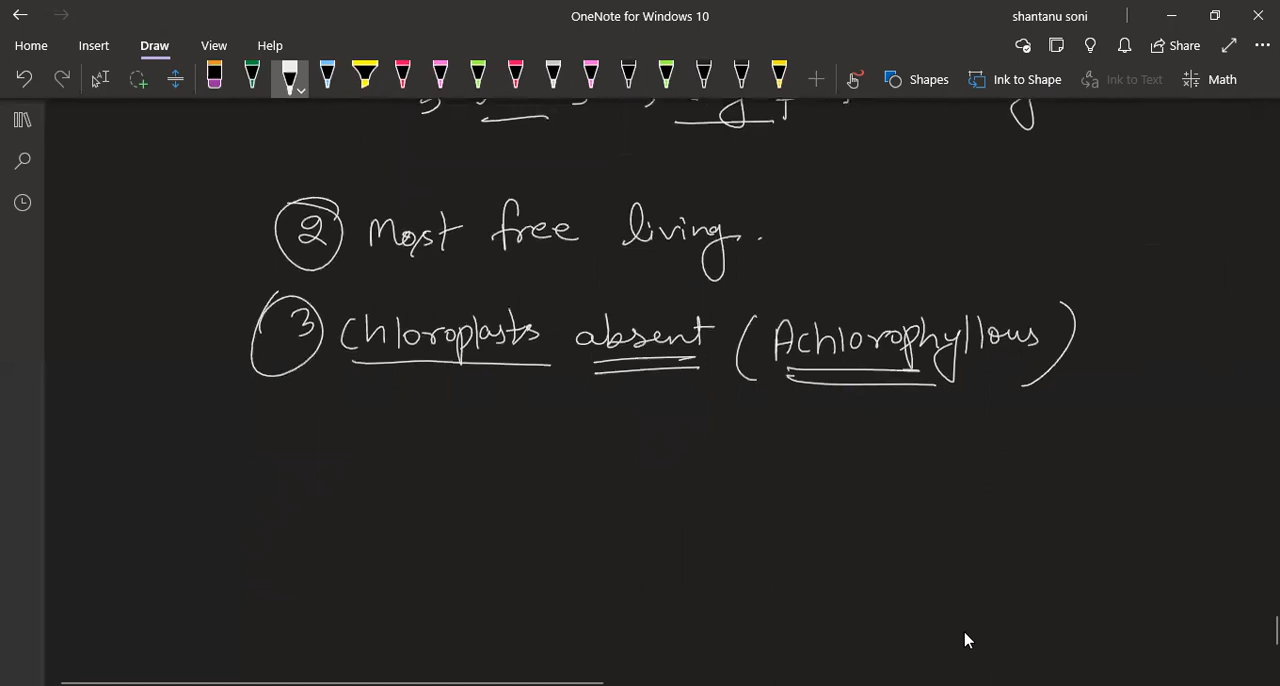 OneNote for Windows 10
shantanu soni
Home Insert Draw View Help
Share
Shapes Ink to Shape Ink to Text Math
2 Most free living.
3 Chloroplasts absent (Achlorophyllous)